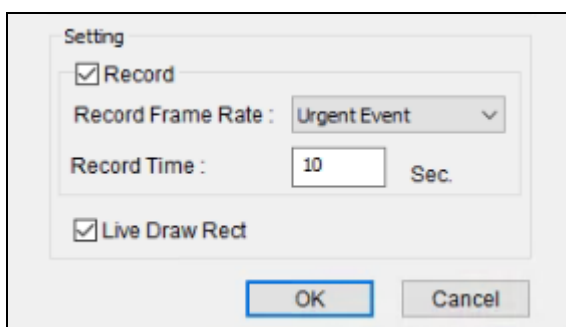 Setting
Record
Record Frame Rate : Urgent Event
Record Time : 10 Sec.
Live Draw Rect
OK Cancel